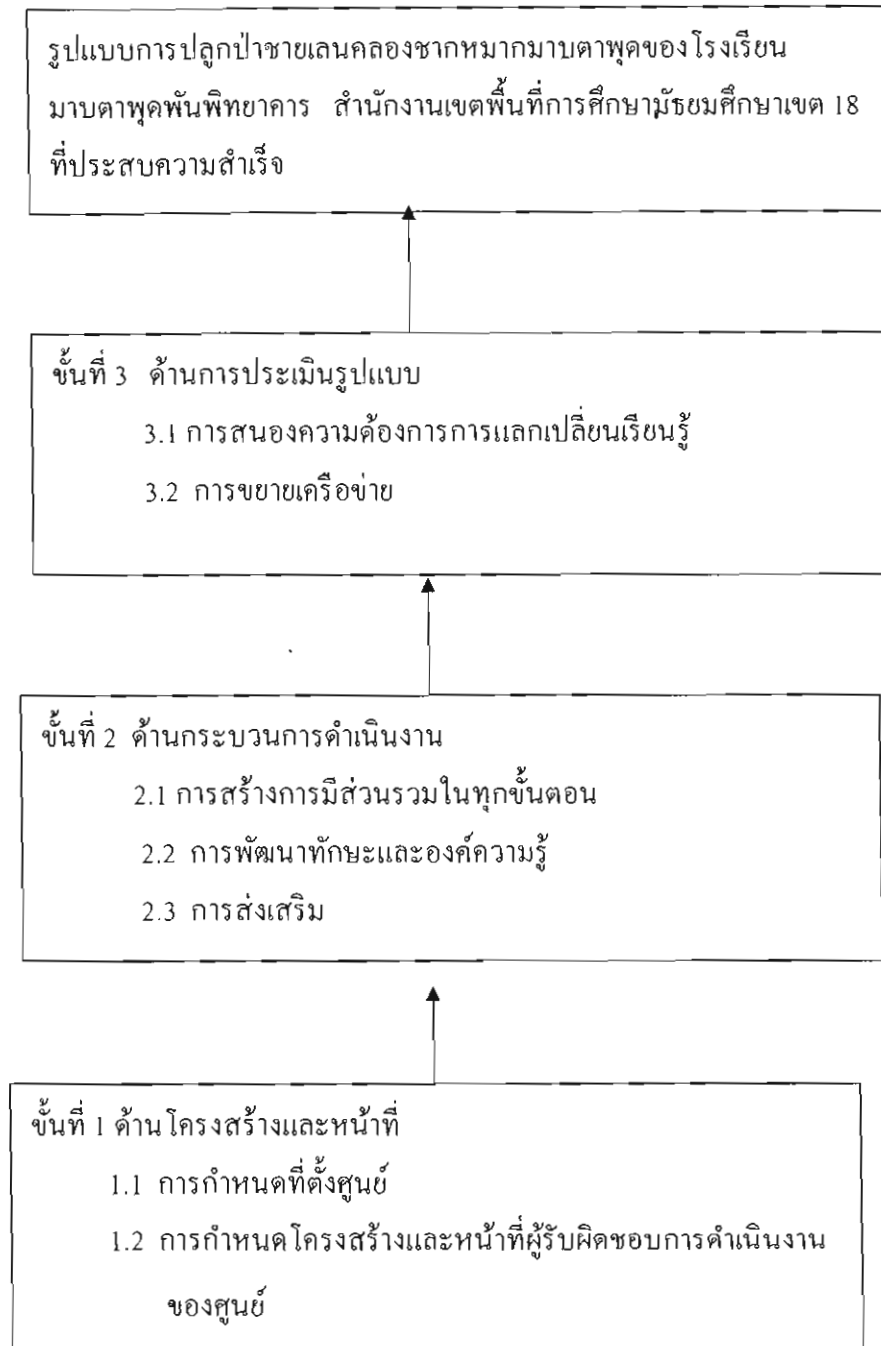 รูปแบบการปลูกป่าชายเลนคลองชากหมากมาบตาพุดของโรงเรียน
มาบตาพุดพันพิทยาคาร สำนักงานเขตพื้นที่การศึกษามัธยมศึกษาเขต 18
ที่ประสบความสำเร็จ
ขั้นที่ 3 ด้านการประเมินรูปแบบ
3.1 การสนองความต้องการการแลกเปลี่ยนเรียนรู้
3.2 การขยายเครือข่าย
ขั้นที่ 2 ด้านกระบวนการดำเนินงาน
2.1 การสร้างการมีส่วนรวมในทุกขั้นตอน
2.2 การพัฒนาทักษะและองค์ความรู้
2.3 การส่งเสริม
ขั้นที่ 1 ด้านโครงสร้างและหน้าที่
1.1 การกำหนดที่ตั้งศูนย์
1.2 การกำหนดโครงสร้างและหน้าที่ผู้รับผิดชอบการดำเนินงาน
ของศูนย์